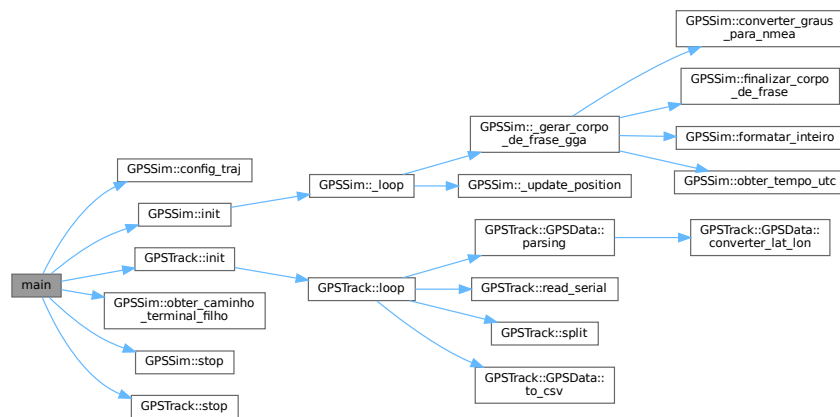 main
GPSSim::config_traj
GPSSim::init
GPSSim::_loop
GPSSim::_gerar_corpo
_de_frase_gga
GPSSim::converter_graus
_para_nmea
GPSSim::finalizar_corpo
_de_frase
GPSSim::formatar_inteiro
GPSSim::obter_tempo_utc
GPSSim::_update_position
GPSTrack::init
GPSTrack::loop
GPSTrack::GPSData::
parsing
GPSTrack::GPSData::
converter_lat_lon
GPSTrack::read_serial
GPSTrack::split
GPSTrack::GPSData::
to_csv
GPSSim::obter_caminho
_terminal_filho
GPSSim::stop
GPSTrack::stop